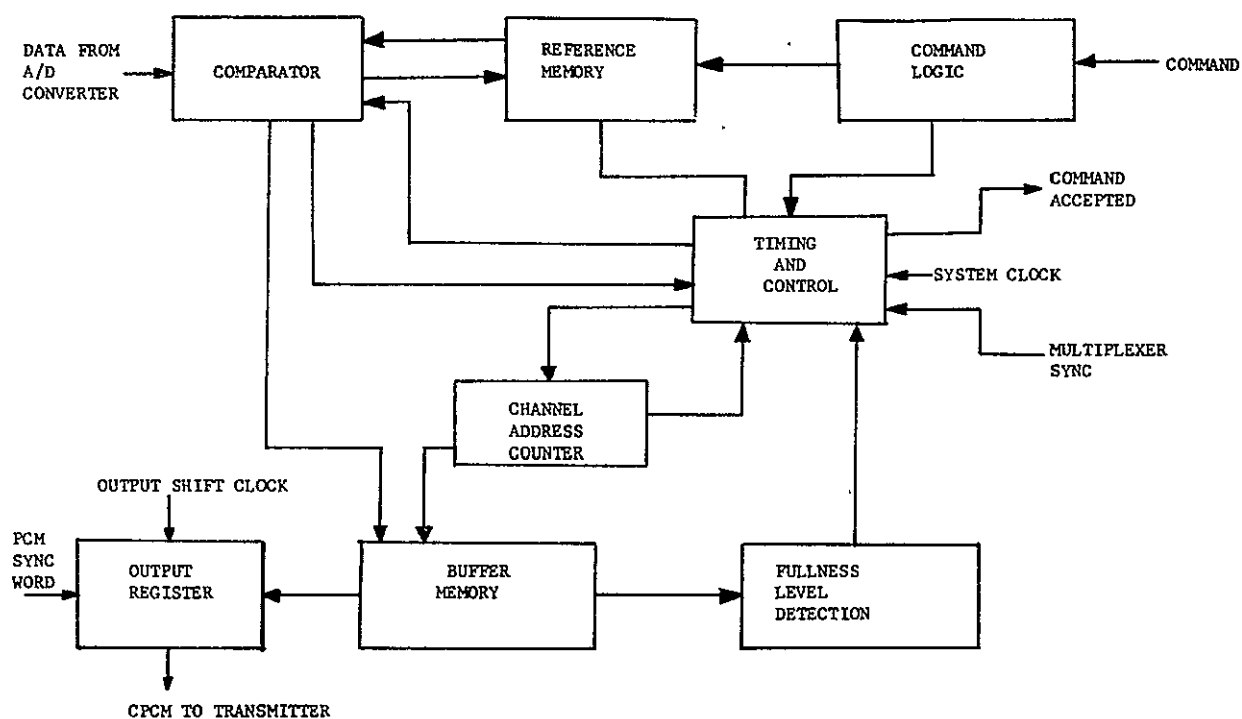 DATA FROM
A/D
CONVERTER
COMPARATOR
REFERENCE
MEMORY
COMMAND
LOGIC
COMMAND
COMMAND
ACCEPTED
TIMING
AND
CONTROL
SYSTEM CLOCK
MULTIPLEXER
SYNC
CHANNEL
ADDRESS
COUNTER
OUTPUT SHIFT CLOCK
PCM
SYNC
WORD
OUTPUT
REGISTER
BUFFER
MEMORY
FULLNESS
LEVEL
DETECTION
CPCM TO TRANSMITTER